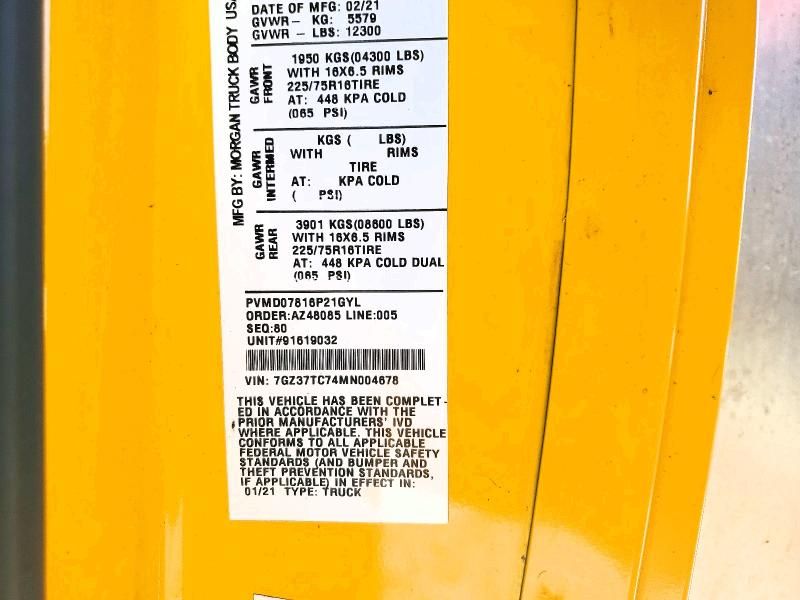 MFG BY: MORGAN TRUCK BODY
DATE OF MFG: 02/21
GVWR- KG: 5579
GVWR - LBS: 12300
GAWR FRONT
1950 KGS(04300 LBS)
WITH 16X6.5 RIMS
225/75R16TIRE
AT: 448 KPA COLD
(065 PSI)
GAWR INTERMED
KGS ( LBS)
WITH RIMS
TIRE
AT: KPA COLD
( PSI)
GAWR REAR
3901 KGS(08600 LBS)
WITH 16X6.5 RIMS
225/75R16TIRE
AT: 448 KPA COLD DUAL
(065 PSI)
PVMD07816P21GYL
ORDER:AZ48085 LINE:005
SEQ:80
UNIT#91619032
VIN: 7GZ37TC74MN004678
THIS VEHICLE HAS BEEN COMPLET-
ED IN ACCORDANCE WITH THE
PRIOR MANUFACTURERS' IVD
WHERE APPLICABLE. THIS VEHICLE
CONFORMS TO ALL APPLICABLE
FEDERAL MOTOR VEHICLE SAFETY
STANDARDS (AND BUMPER AND
THEFT PREVENTION STANDARDS,
IF APPLICABLE) IN EFFECT IN:
01/21 TYPE: TRUCK